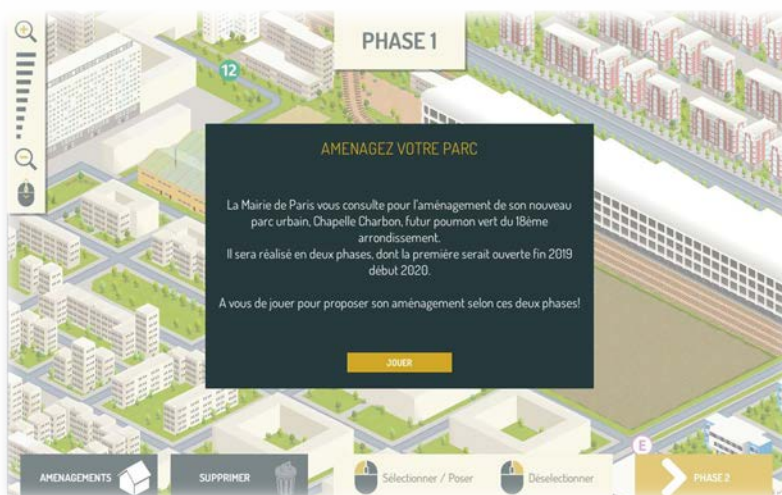 PHASE 1
12
AMENAGEZ VOTRE PARC
La Mairie de Paris vous consulte pour l'aménagement de son nouveau
parc urbain, Chapelle Charbon, futur poumon vert du 18ème
arrondissement.
Il sera réalisé en deux phases, dont la première serait ouverte fin 2019
début 2020.
A vous de jouer pour proposer son aménagement selon ces deux phases!
JOUER
E
AMENAGEMENTS
SUPPRIMER
Sélectionner / Poser
Déselectionner
PHASE 2